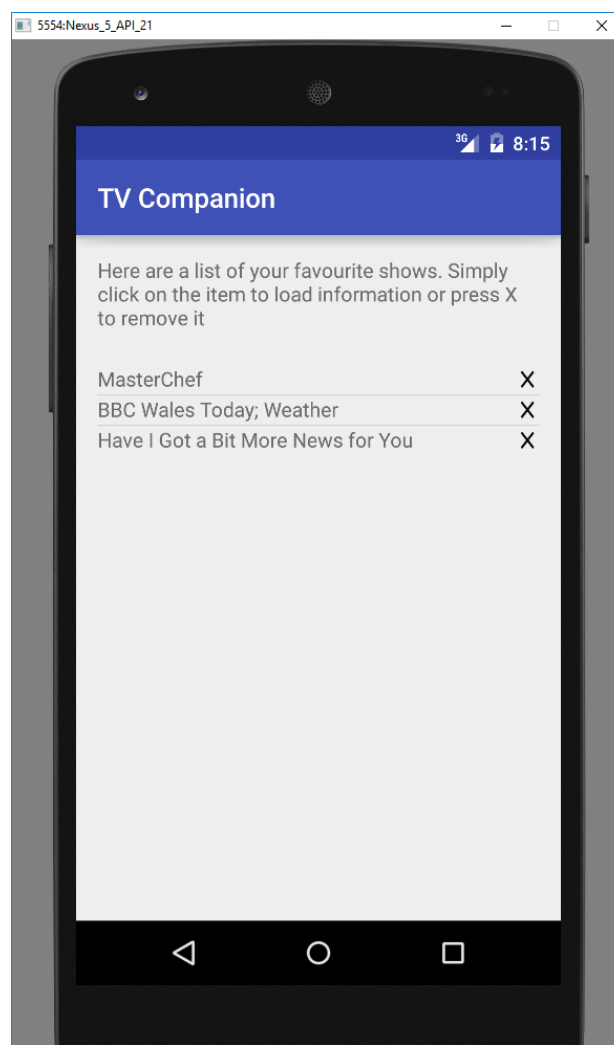 5554:Nexus_5_API_21
3G 8:15
TV Companion
Here are a list of your favourite shows. Simply
click on the item to load information or press X
to remove it
MasterChef X
BBC Wales Today; Weather X
Have I Got a Bit More News for You X